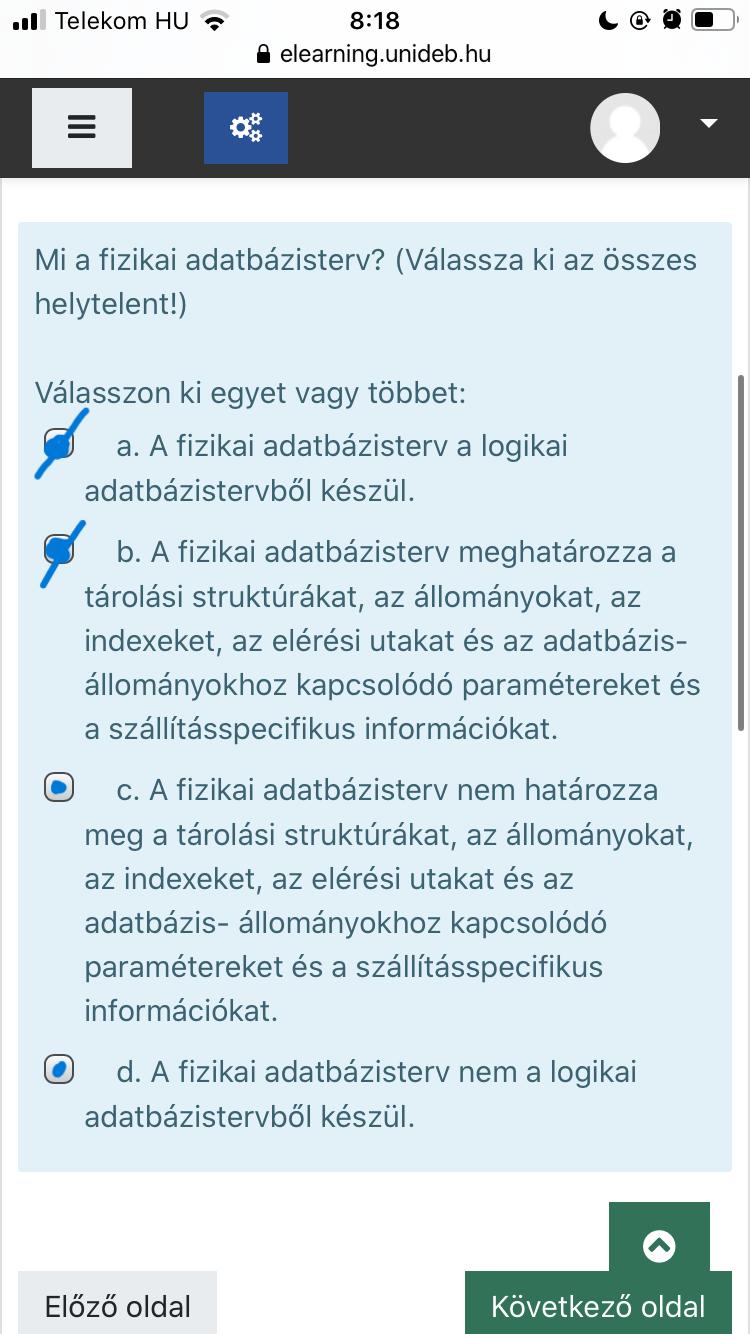 Telekom HU 8:18
elearning.unideb.hu
Mi a fizikai adatbázisterv? (Válassza ki az összes
helytelent!)
Válasszon ki egyet vagy többet:
a. A fizikai adatbázisterv a logikai
adatbázistervből készül.
b. A fizikai adatbázisterv meghatározza a
tárolási struktúrákat, az állományokat, az
indexeket, az elérési utakat és az adatbázis-
állományokhoz kapcsolódó paramétereket és
a szállításspecifikus információkat.
c. A fizikai adatbázisterv nem határozza
meg a tárolási struktúrákat, az állományokat,
az indexeket, az elérési utakat és az
adatbázis- állományokhoz kapcsolódó
paramétereket és a szállításspecifikus
információkat.
d. A fizikai adatbázisterv nem a logikai
adatbázistervből készül.
Előző oldal
Következő oldal